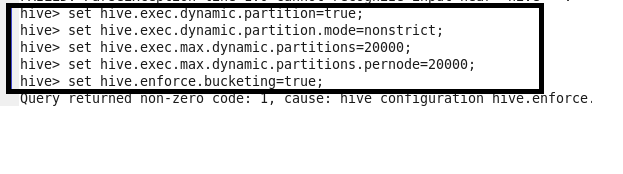 hive> set hive.exec.dynamic.partition=true;
hive> set hive.exec.dynamic.partition.mode=nonstrict;
hive> set hive.exec.max.dynamic.partitions=20000;
hive> set hive.exec.max.dynamic.partitions.pernode=20000;
hive> set hive.enforce.bucketing=true;
Query returned non-zero code: 1, cause: hive configuration hive.enforce.